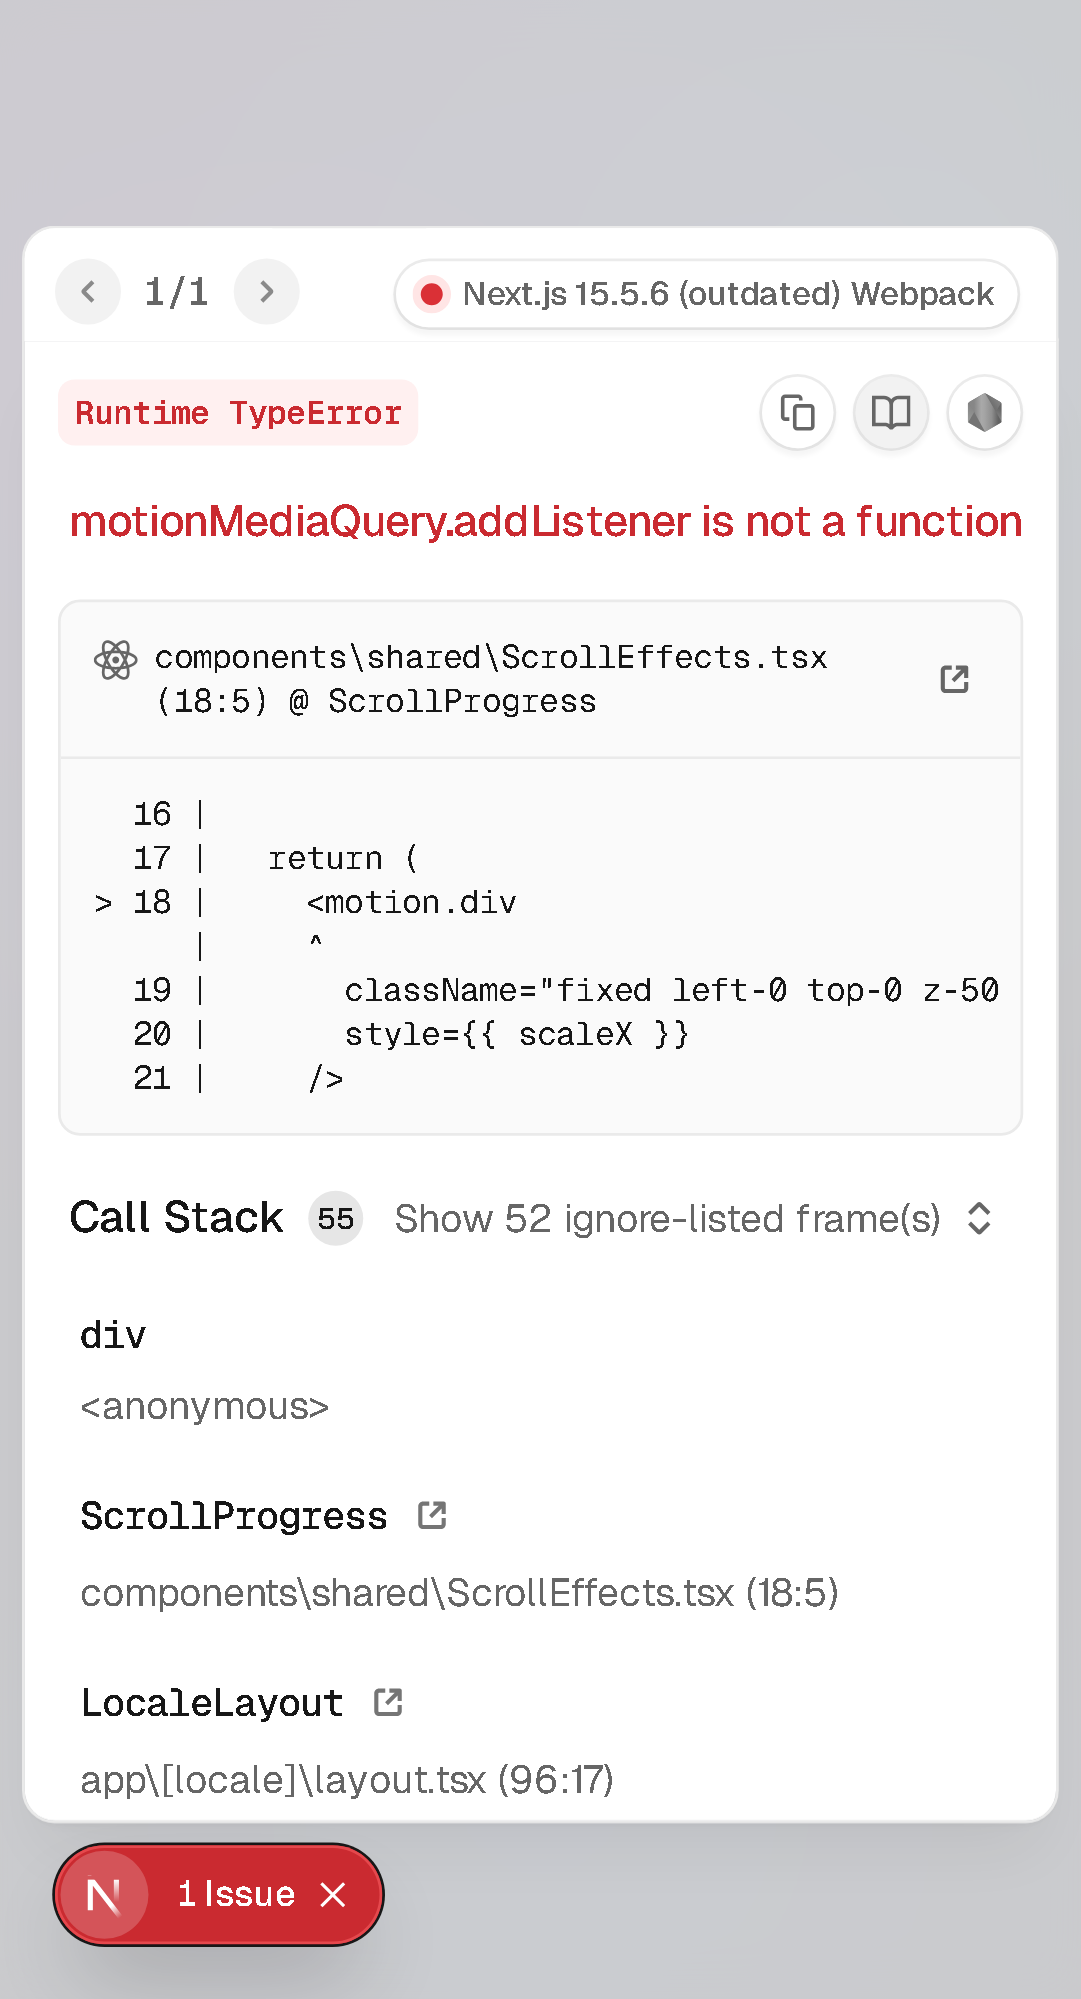 1/1
Next.js 15.5.6 (outdated) Webpack
Runtime TypeError
motionMediaQuery.addListener is not a function
components\shared\ScrollEffects.tsx
(18:5) @ ScrollProgress
16 |
17 |   return (
> 18 |     <motion.div
|     ^
19 |       className="fixed left-0 top-0 z-50
20 |       style={{ scaleX }}
21 |     />
Call Stack 55 Show 52 ignore-listed frame(s)
div
<anonymous>
ScrollProgress
components\shared\ScrollEffects.tsx (18:5)
LocaleLayout
app\[locale]\layout.tsx (96:17)
N 1 Issue